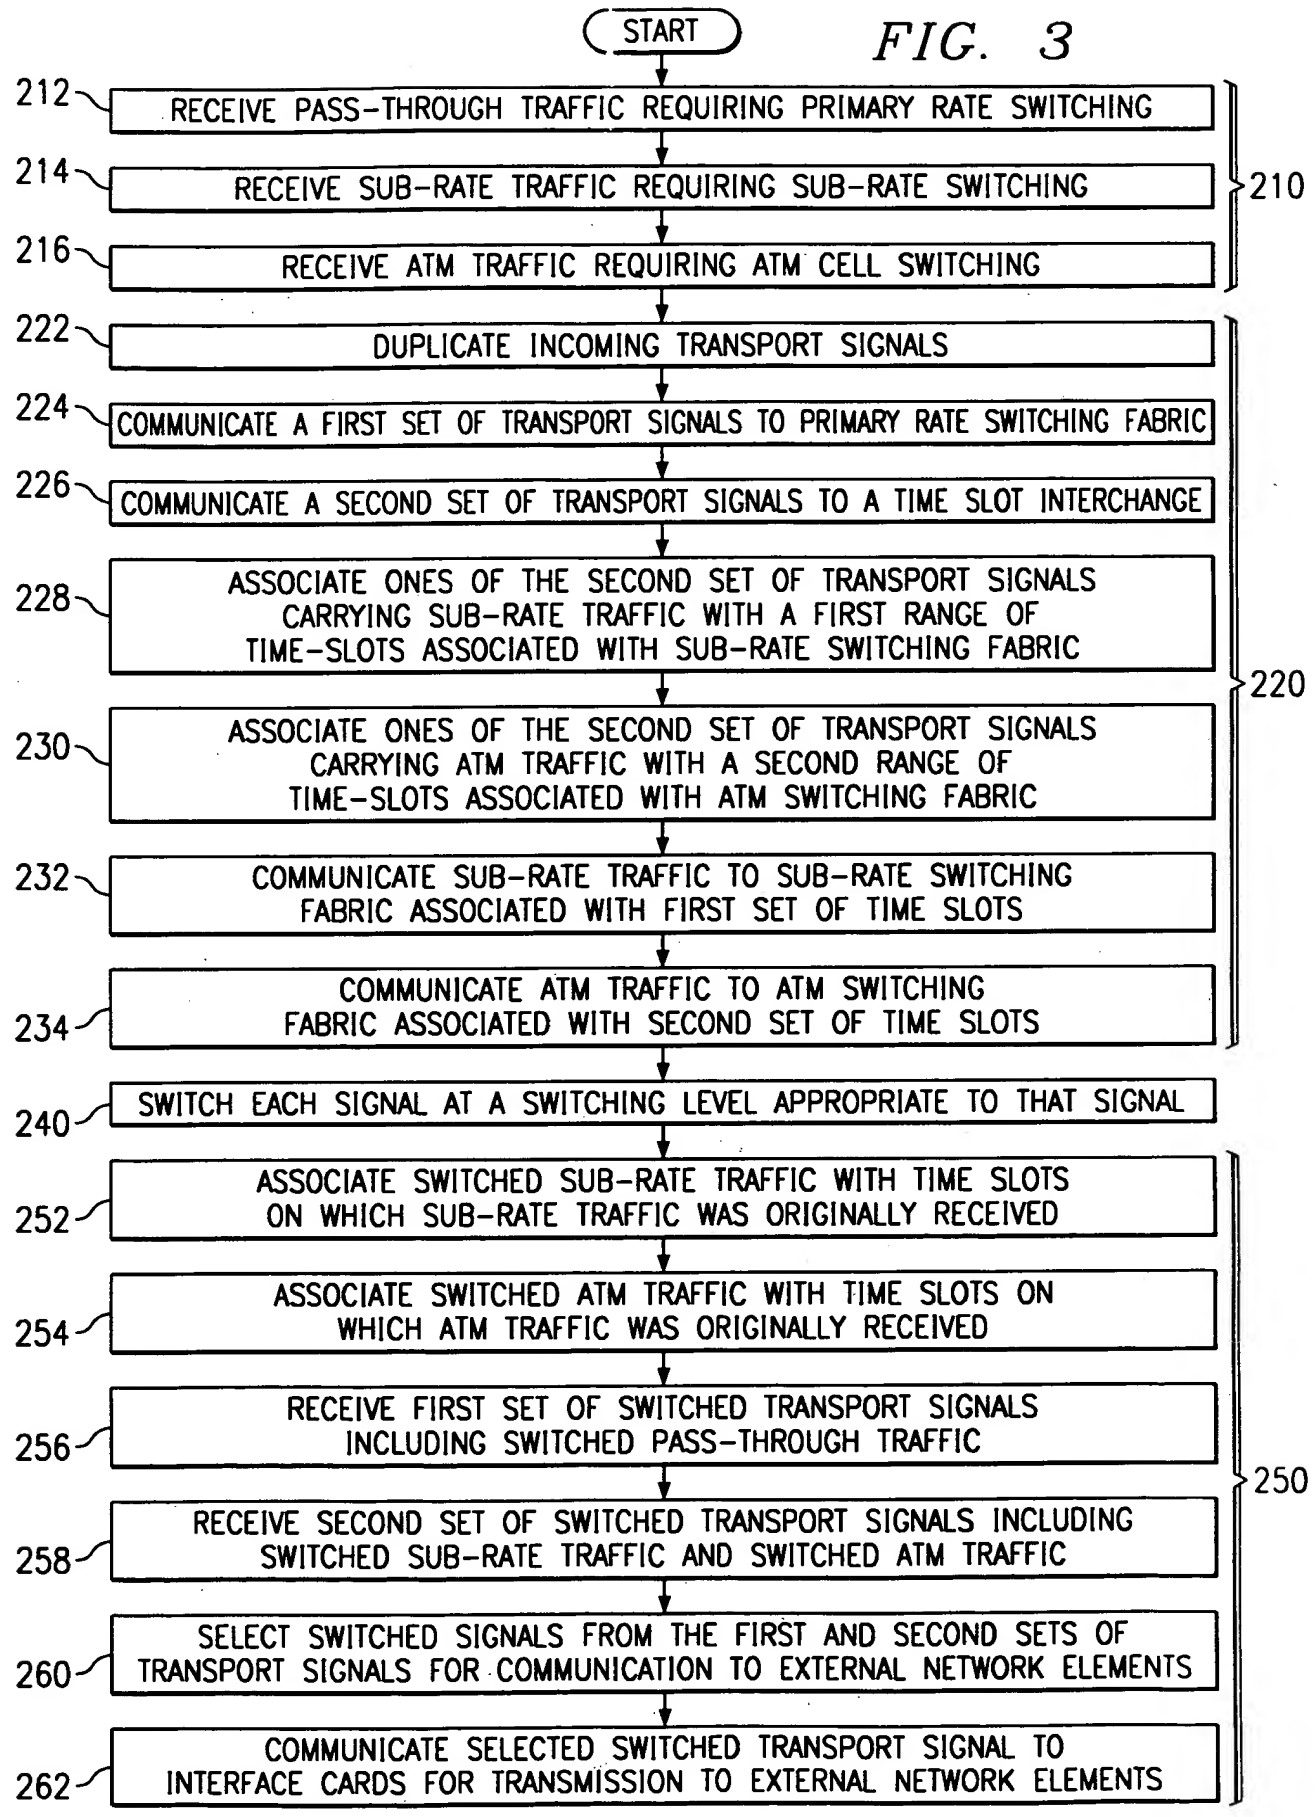 START
FIG. 3
212
RECEIVE PASS-THROUGH TRAFFIC REQUIRING PRIMARY RATE SWITCHING
214
RECEIVE SUB-RATE TRAFFIC REQUIRING SUB-RATE SWITCHING
210
216
RECEIVE ATM TRAFFIC REQUIRING ATM CELL SWITCHING
222
DUPLICATE INCOMING TRANSPORT SIGNALS
224
COMMUNICATE A FIRST SET OF TRANSPORT SIGNALS TO PRIMARY RATE SWITCHING FABRIC
226
COMMUNICATE A SECOND SET OF TRANSPORT SIGNALS TO A TIME SLOT INTERCHANGE
228
ASSOCIATE ONES OF THE SECOND SET OF TRANSPORT SIGNALS
CARRYING SUB-RATE TRAFFIC WITH A FIRST RANGE OF
TIME-SLOTS ASSOCIATED WITH SUB-RATE SWITCHING FABRIC
220
230
ASSOCIATE ONES OF THE SECOND SET OF TRANSPORT SIGNALS
CARRYING ATM TRAFFIC WITH A SECOND RANGE OF
TIME-SLOTS ASSOCIATED WITH ATM SWITCHING FABRIC
232
COMMUNICATE SUB-RATE TRAFFIC TO SUB-RATE SWITCHING
FABRIC ASSOCIATED WITH FIRST SET OF TIME SLOTS
234
COMMUNICATE ATM TRAFFIC TO ATM SWITCHING
FABRIC ASSOCIATED WITH SECOND SET OF TIME SLOTS
240
SWITCH EACH SIGNAL AT A SWITCHING LEVEL APPROPRIATE TO THAT SIGNAL
252
ASSOCIATE SWITCHED SUB-RATE TRAFFIC WITH TIME SLOTS
ON WHICH SUB-RATE TRAFFIC WAS ORIGINALLY RECEIVED
254
ASSOCIATE SWITCHED ATM TRAFFIC WITH TIME SLOTS ON
WHICH ATM TRAFFIC WAS ORIGINALLY RECEIVED
256
RECEIVE FIRST SET OF SWITCHED TRANSPORT SIGNALS
INCLUDING SWITCHED PASS-THROUGH TRAFFIC
250
258
RECEIVE SECOND SET OF SWITCHED TRANSPORT SIGNALS INCLUDING
SWITCHED SUB-RATE TRAFFIC AND SWITCHED ATM TRAFFIC
260
SELECT SWITCHED SIGNALS FROM THE FIRST AND SECOND SETS OF
TRANSPORT SIGNALS FOR COMMUNICATION TO EXTERNAL NETWORK ELEMENTS
262
COMMUNICATE SELECTED SWITCHED TRANSPORT SIGNAL TO
INTERFACE CARDS FOR TRANSMISSION TO EXTERNAL NETWORK ELEMENTS